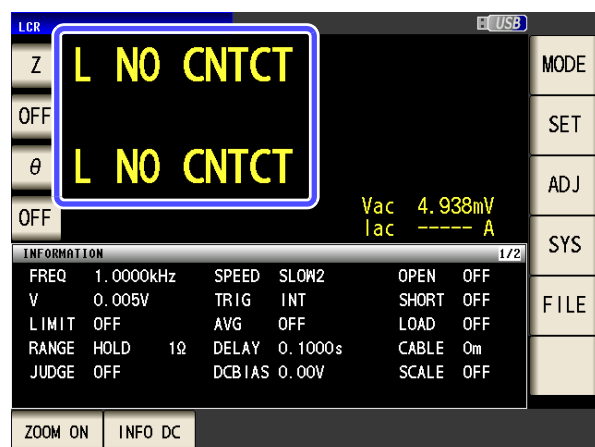 LCR USB
Z L NO CNTCT MODE
OFF SET
θ L NO CNTCT ADJ
OFF Vac 4.938mV
Iac ----- A SYS
INFORMATION 1/2
FREQ 1.0000kHz SPEED SLOW2 OPEN OFF
V 0.005V TRIG INT SHORT OFF FILE
LIMIT OFF AVG OFF LOAD OFF
RANGE HOLD 1Ω DELAY 0.1000s CABLE 0m
JUDGE OFF DCBIAS 0.00V SCALE OFF
ZOOM ON INFO DC